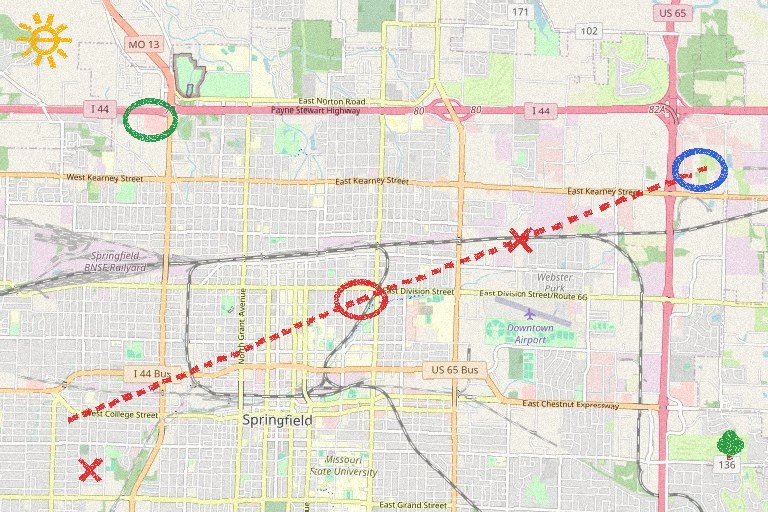 171
US 65
102
MO 13
East Norton Road
I 44
Payne Stewart Highway
80
80
I 44
82A
West Kearney Street
East Kearney Street
East Kearney Stree
Springfield
BNSE Railyard
Webster
Park
East Division Street
East Division Street/Route 66
North Grant Avenue
Downtown
Airport
I 44 Bus
US 65 Bus
East Chestnut Expressway
West College Street
Springfield
Missouri
State University
136
East Grand Street